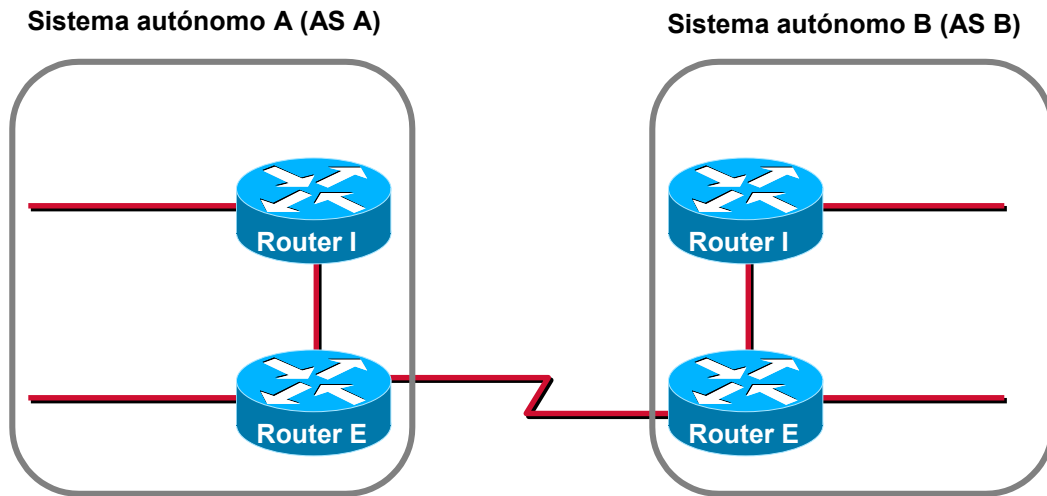 Sistema autónomo A (AS A)
Sistema autónomo B (AS B)
Router I
Router I
Router E
Router E